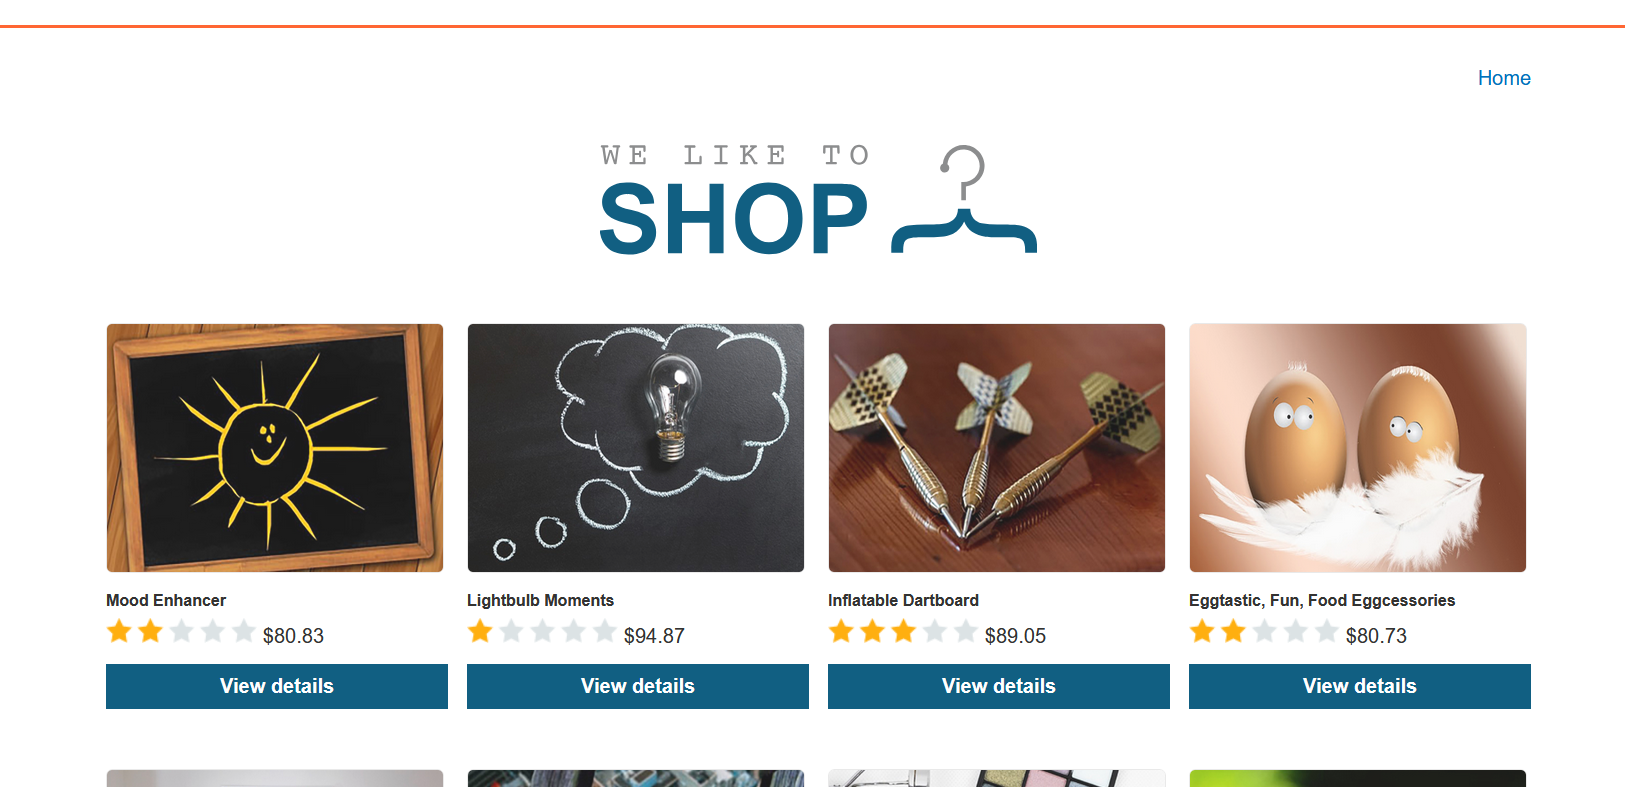 Home
WE LIKE TO
SHOP
Mood Enhancer
$80.83
View details
Lightbulb Moments
$94.87
View details
Inflatable Dartboard
$89.05
View details
Eggtastic, Fun, Food Eggcessories
$80.73
View details